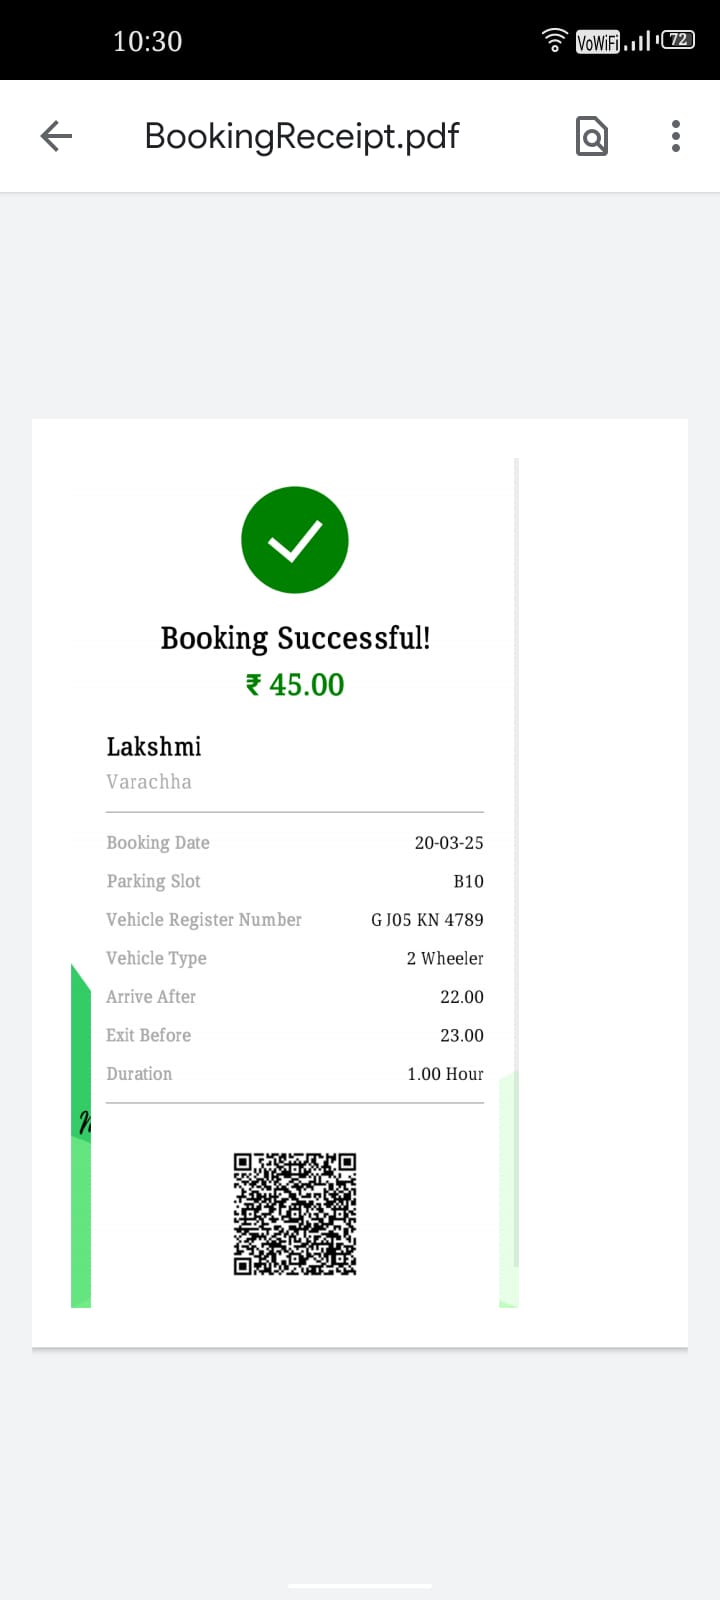 10:30
VoWiFi 72
BookingReceipt.pdf
Booking Successful!
₹ 45.00
Lakshmi
Varachha
Booking Date 20-03-25
Parking Slot B10
Vehicle Register Number GJ05 KN 4789
Vehicle Type 2 Wheeler
Arrive After 22.00
Exit Before 23.00
Duration 1.00 Hour